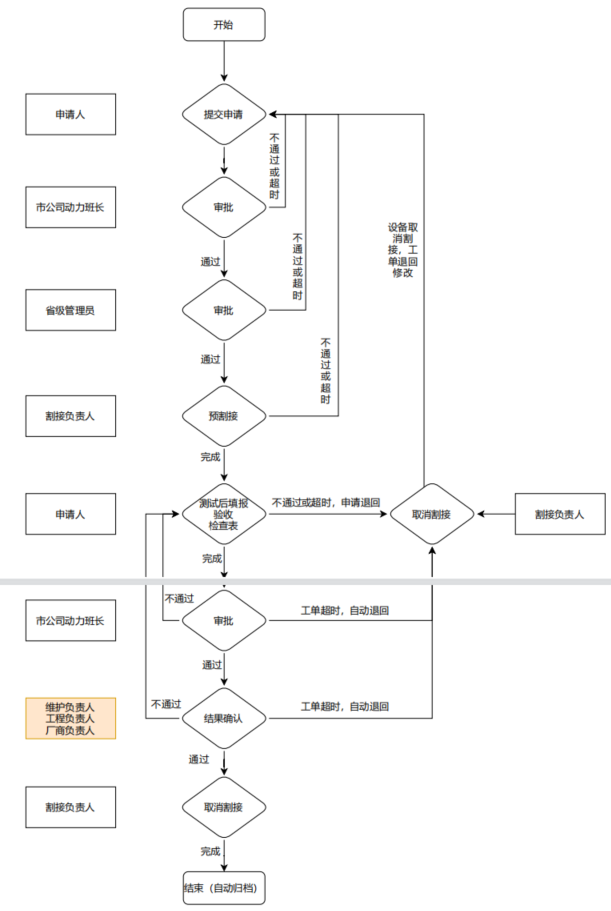 开始
申请人
提交申请
不通过或超时
市公司动力班长
审批
设备取
消割
接，工
单退回
修改
不通过或超时
通过
省级管理员
审批
通过
不通过或超时
割接负责人
预割接
完成
申请人
测试后填报
验收
检查表
不通过或超时，申请退回
取消割接
割接负责人
完成
不通过
市公司动力班长
审批
工单超时，自动退回
通过
维护负责人
工程负责人
厂商负责人
不通过
结果确认
工单超时，自动退回
通过
割接负责人
取消割接
完成
结束（自动归档）